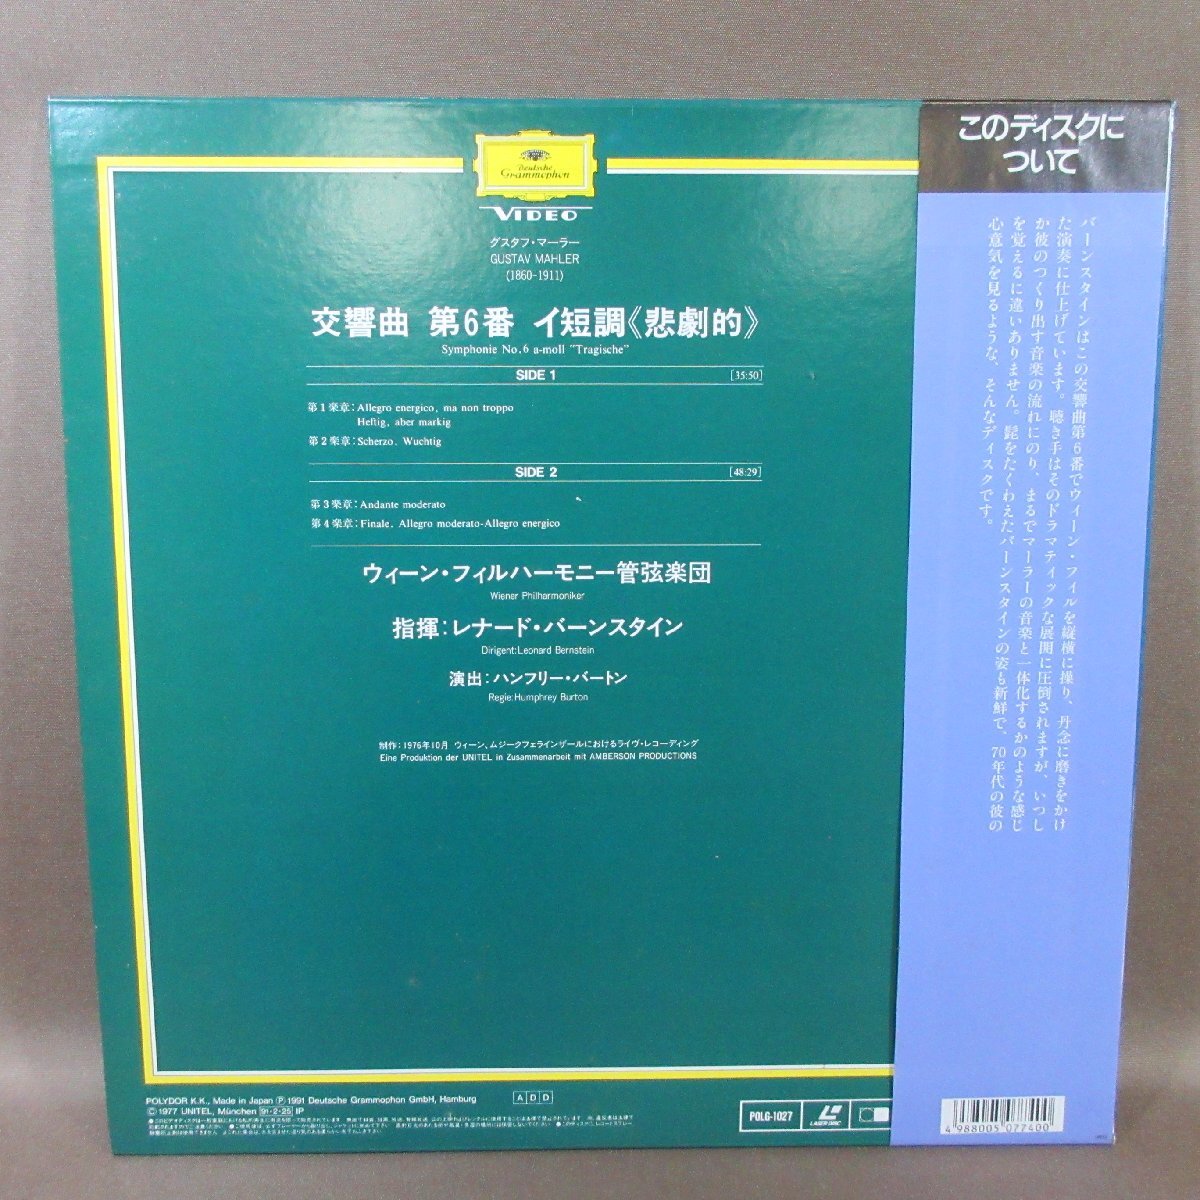 Deutsche
Grammophon
VIDEO
グスタフ・マーラー
GUSTAV MAHLER
(1860-1911)
交響曲 第6番 イ短調《悲劇的》
Symphonie No.6 a-moll "Tragische"
SIDE 1 [35:50]
第1楽章：Allegro energico, ma non troppo
Heftig, aber markig
第2楽章：Scherzo. Wuchtig
SIDE 2 [48:29]
第3楽章：Andante moderato
第4楽章：Finale. Allegro moderato-Allegro energico
ウィーン・フィルハーモニー管弦楽団
Wiener Philharmoniker
指揮：レナード・バーンスタイン
Dirigent:Leonard Bernstein
演出：ハンフリー・バートン
Regie:Humphrey Burton
制作：1976年10月 ウィーン、ムジークフェラインザールにおけるライヴ・レコーディング
Eine Produktion der UNITEL in Zusammenarbeit mit AMBERSON PRODUCTIONS
POLYDOR K.K., Made in Japan Ⓟ 1991 Deutsche Grammophon GmbH, Hamburg
Ⓒ 1977 UNITEL, München 91·2·25 IP
A D D
POLG-1027
LASER DISC
このディスクに
ついて
バーンスタインはこの交響曲第6番でウィーン・フィルを縦横に操り、丹念に磨きをかけ
た演奏に仕上げています。聴き手はそのドラマティックな展開に圧倒されますが、いつし
か彼のつくり出す音楽の流れにのり、まるでマーラーの音楽と一体化するかのような感じ
を覚えるに違いありません。髭をたくわえたバーンスタインの姿も新鮮で、70年代の彼の
心意気を見るような、そんなディスクです。
4 988005 077400